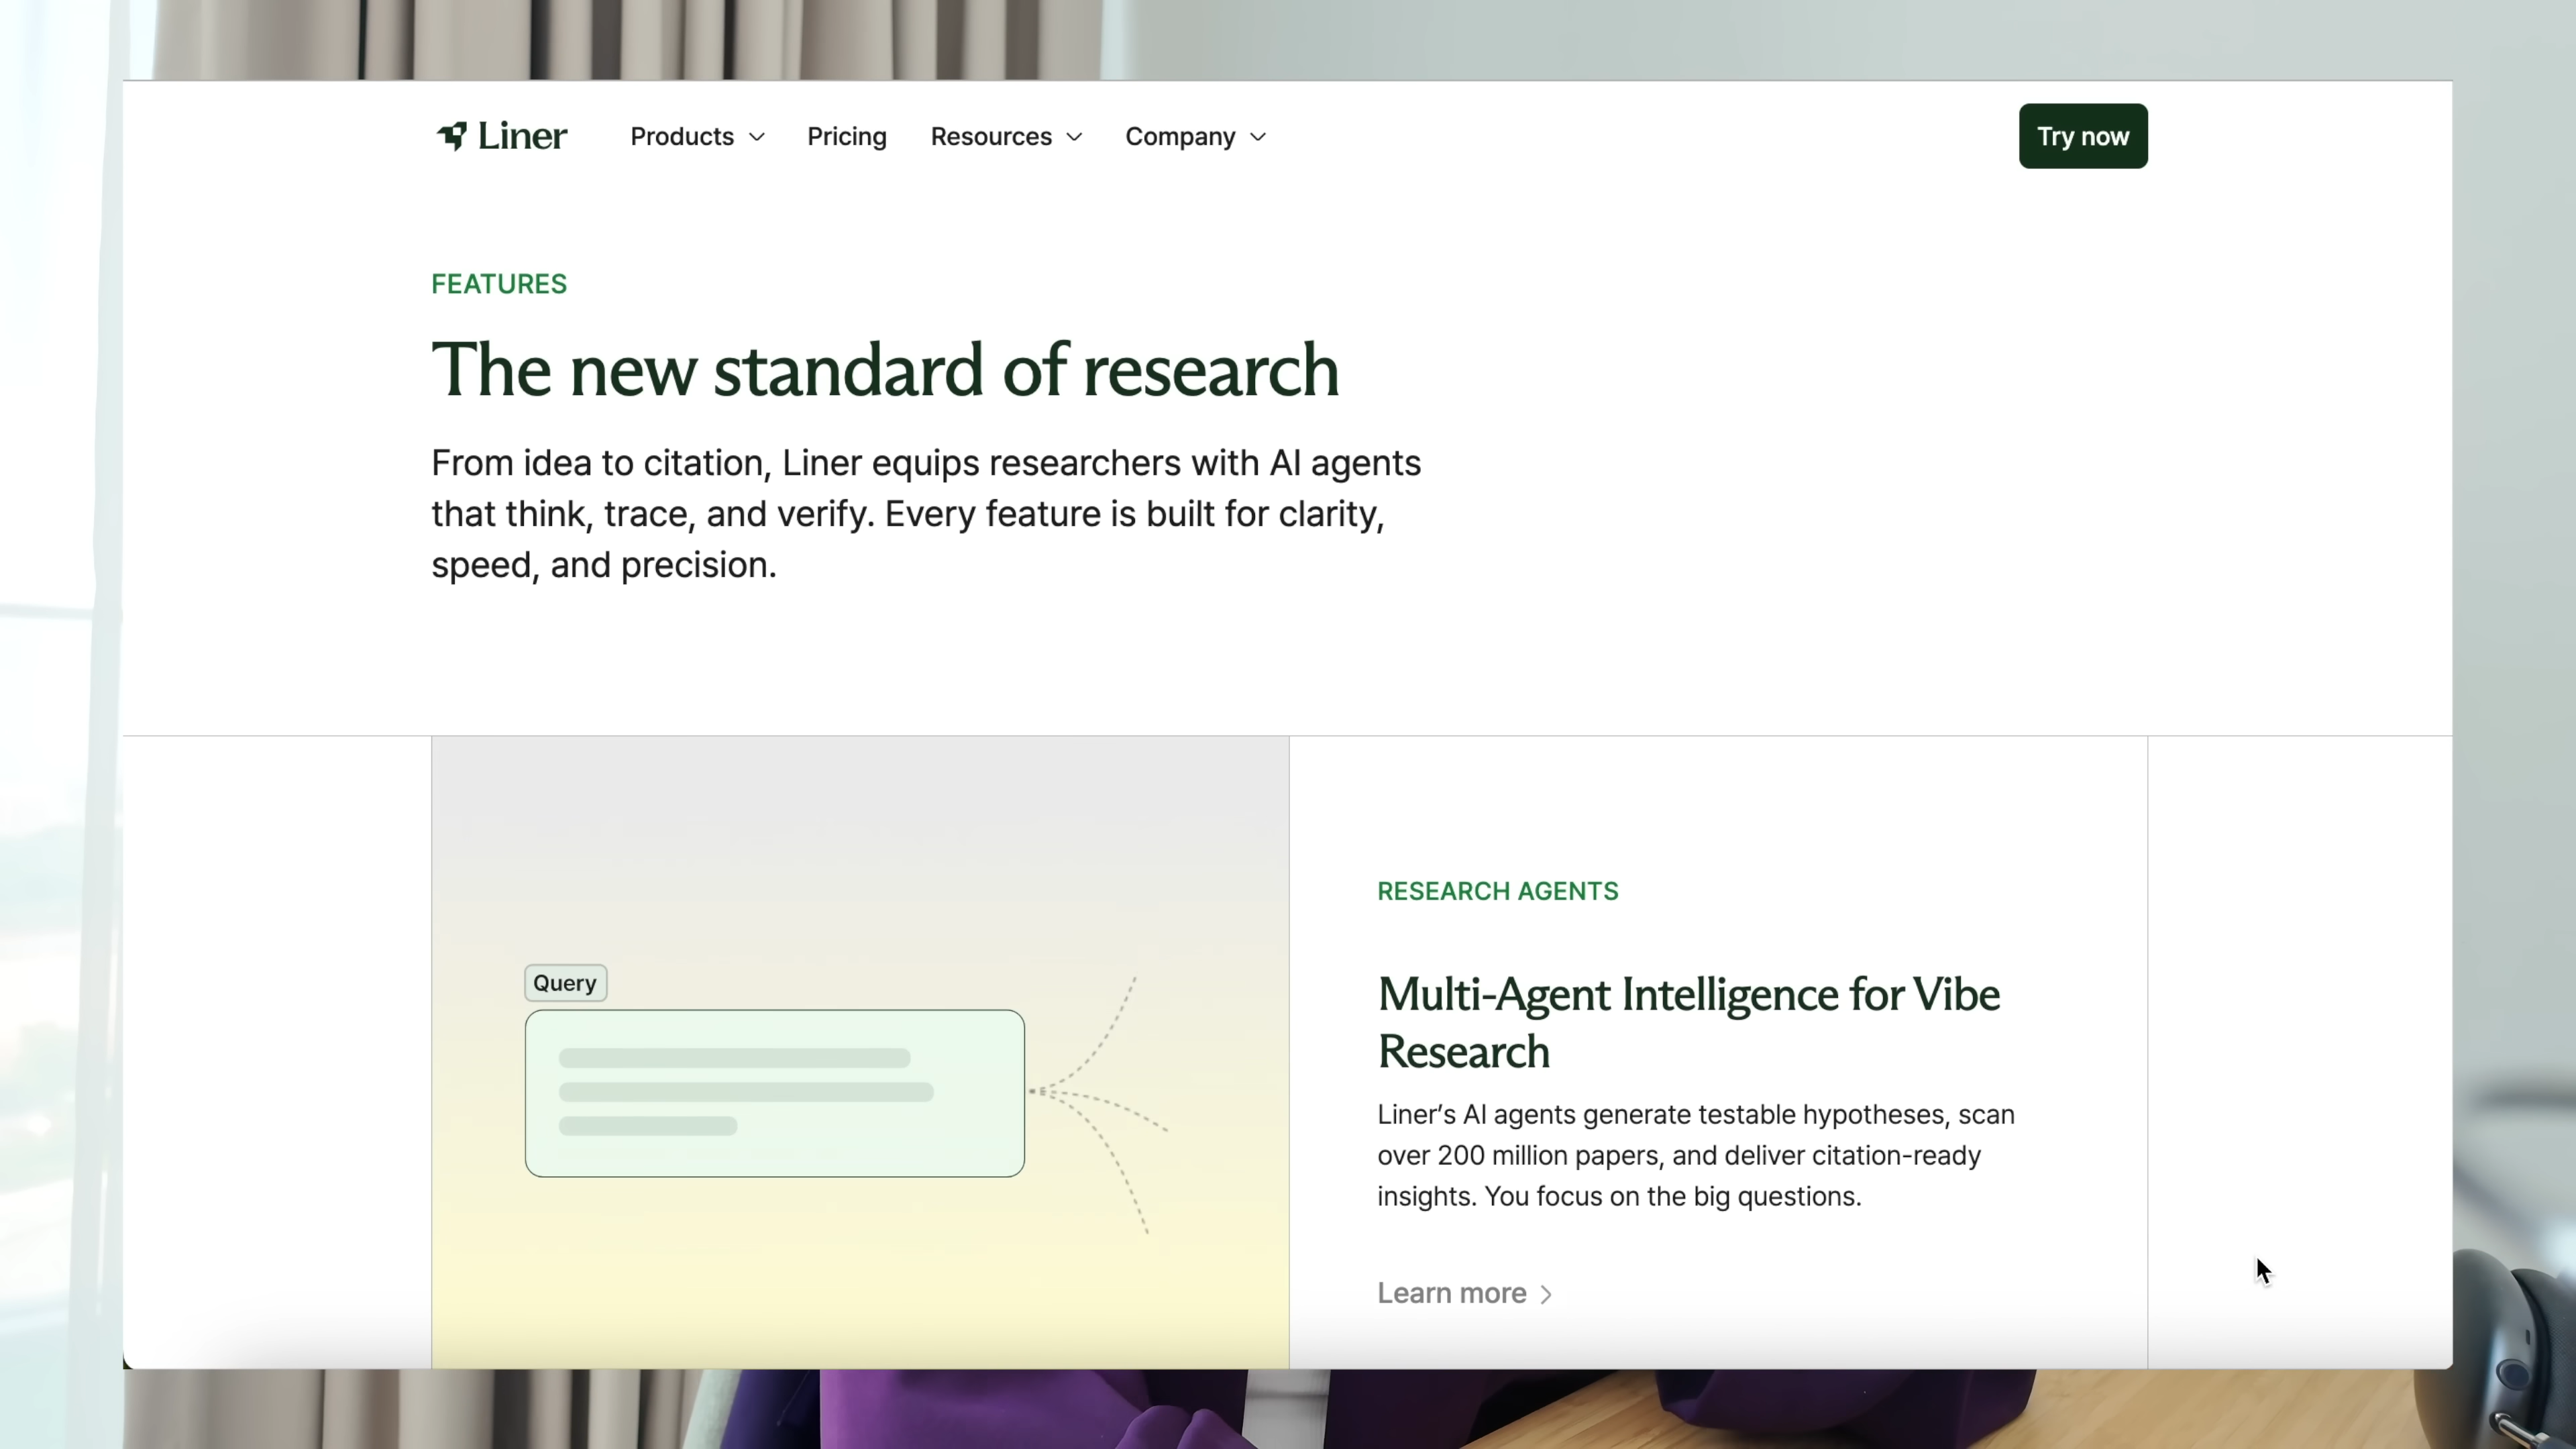 Liner
Products
Pricing
Resources
Company
Try now
FEATURES
The new standard of research
From idea to citation, Liner equips researchers with AI agents
that think, trace, and verify. Every feature is built for clarity,
speed, and precision.
Query
RESEARCH AGENTS
Multi-Agent Intelligence for Vibe
Research
Liner’s AI agents generate testable hypotheses, scan
over 200 million papers, and deliver citation-ready
insights. You focus on the big questions.
Learn more